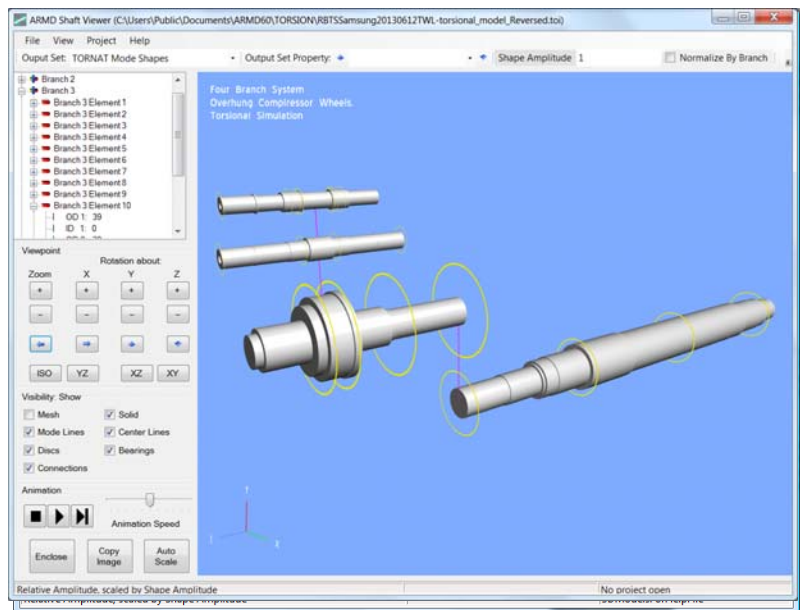 ARMD Shaft Viewer (C:\Users\Public\Documents\ARMD60\TORSION\RBTSSamsung20130612TWL-torsional_model_Reversed.toi)
File View Project Help
Ouput Set: TORNAT Mode Shapes Output Set Property: Shape Amplitude 1 Normalize By Branch
Branch 2
Branch 3
Branch 3 Element 1
Branch 3 Element 2
Branch 3 Element 3
Branch 3 Element 4
Branch 3 Element 5
Branch 3 Element 6
Branch 3 Element 7
Branch 3 Element 8
Branch 3 Element 9
Branch 3 Element 10
OD 1: 39
ID 1: 0
Four Branch System
Overhung Compressor Wheels.
Torsional Simulation
Viewpoint
Rotation about:
Zoom X Y Z
+ + + +
- - - -
ISO YZ XZ XY
Visibility: Show
Mesh Solid
Mode Lines Center Lines
Discs Bearings
Connections
Animation
Animation Speed
Enclose Copy Image Auto Scale
Y
X
Relative Amplitude, scaled by Shape Amplitude No project open